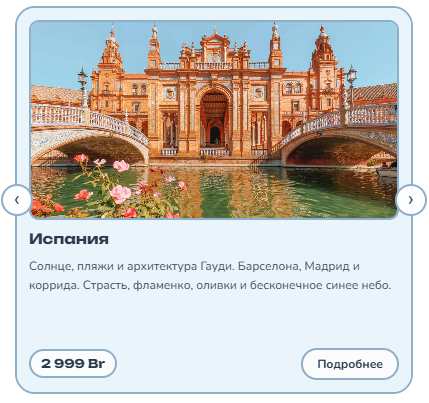 ‹
›
Испания
Солнце, пляжи и архитектура Гауди. Барселона, Мадрид и
коррида. Страсть, фламенко, оливки и бесконечное синее небо.
2 999 Br
Подробнее